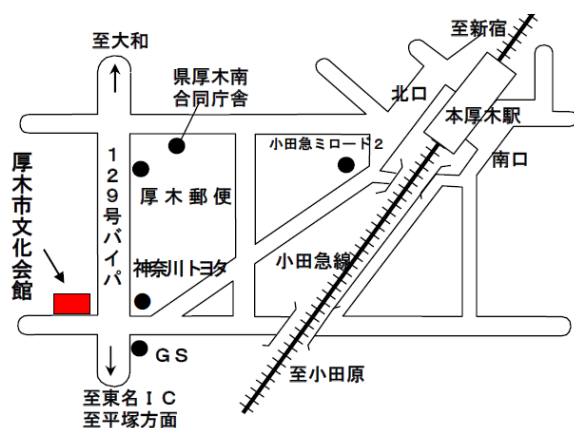 至大和
至新宿
県厚木南
合同庁舎
北口
本厚木駅
小田急ミロード２
南口
厚木市文化会館
１２９号バイパ
厚木郵便
神奈川トヨタ
小田急線
ＧＳ
至小田原
至東名ＩＣ
至平塚方面